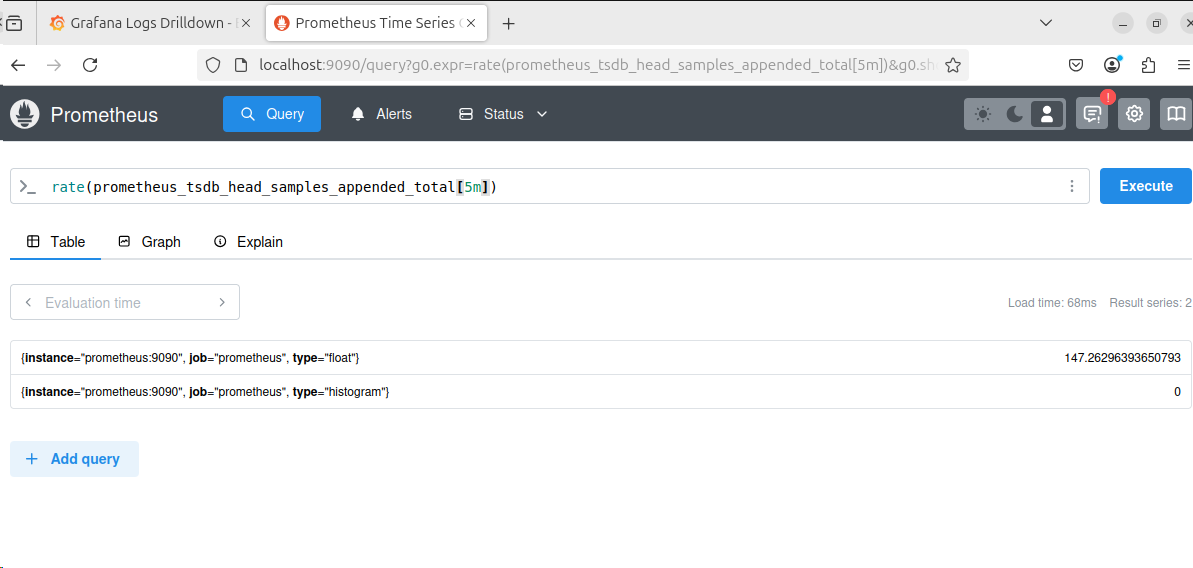 Grafana Logs Drilldown - 
Prometheus Time Series
localhost:9090/query?g0.expr=rate(prometheus_tsdb_head_samples_appended_total[5m])&g0.sh
Prometheus
Query
Alerts
Status
!
>_ rate(prometheus_tsdb_head_samples_appended_total[5m])
Execute
Table
Graph
Explain
Evaluation time
Load time: 68ms Result series: 2
{instance="prometheus:9090", job="prometheus", type="float"} 147.26296393650793
{instance="prometheus:9090", job="prometheus", type="histogram"} 0
+ Add query